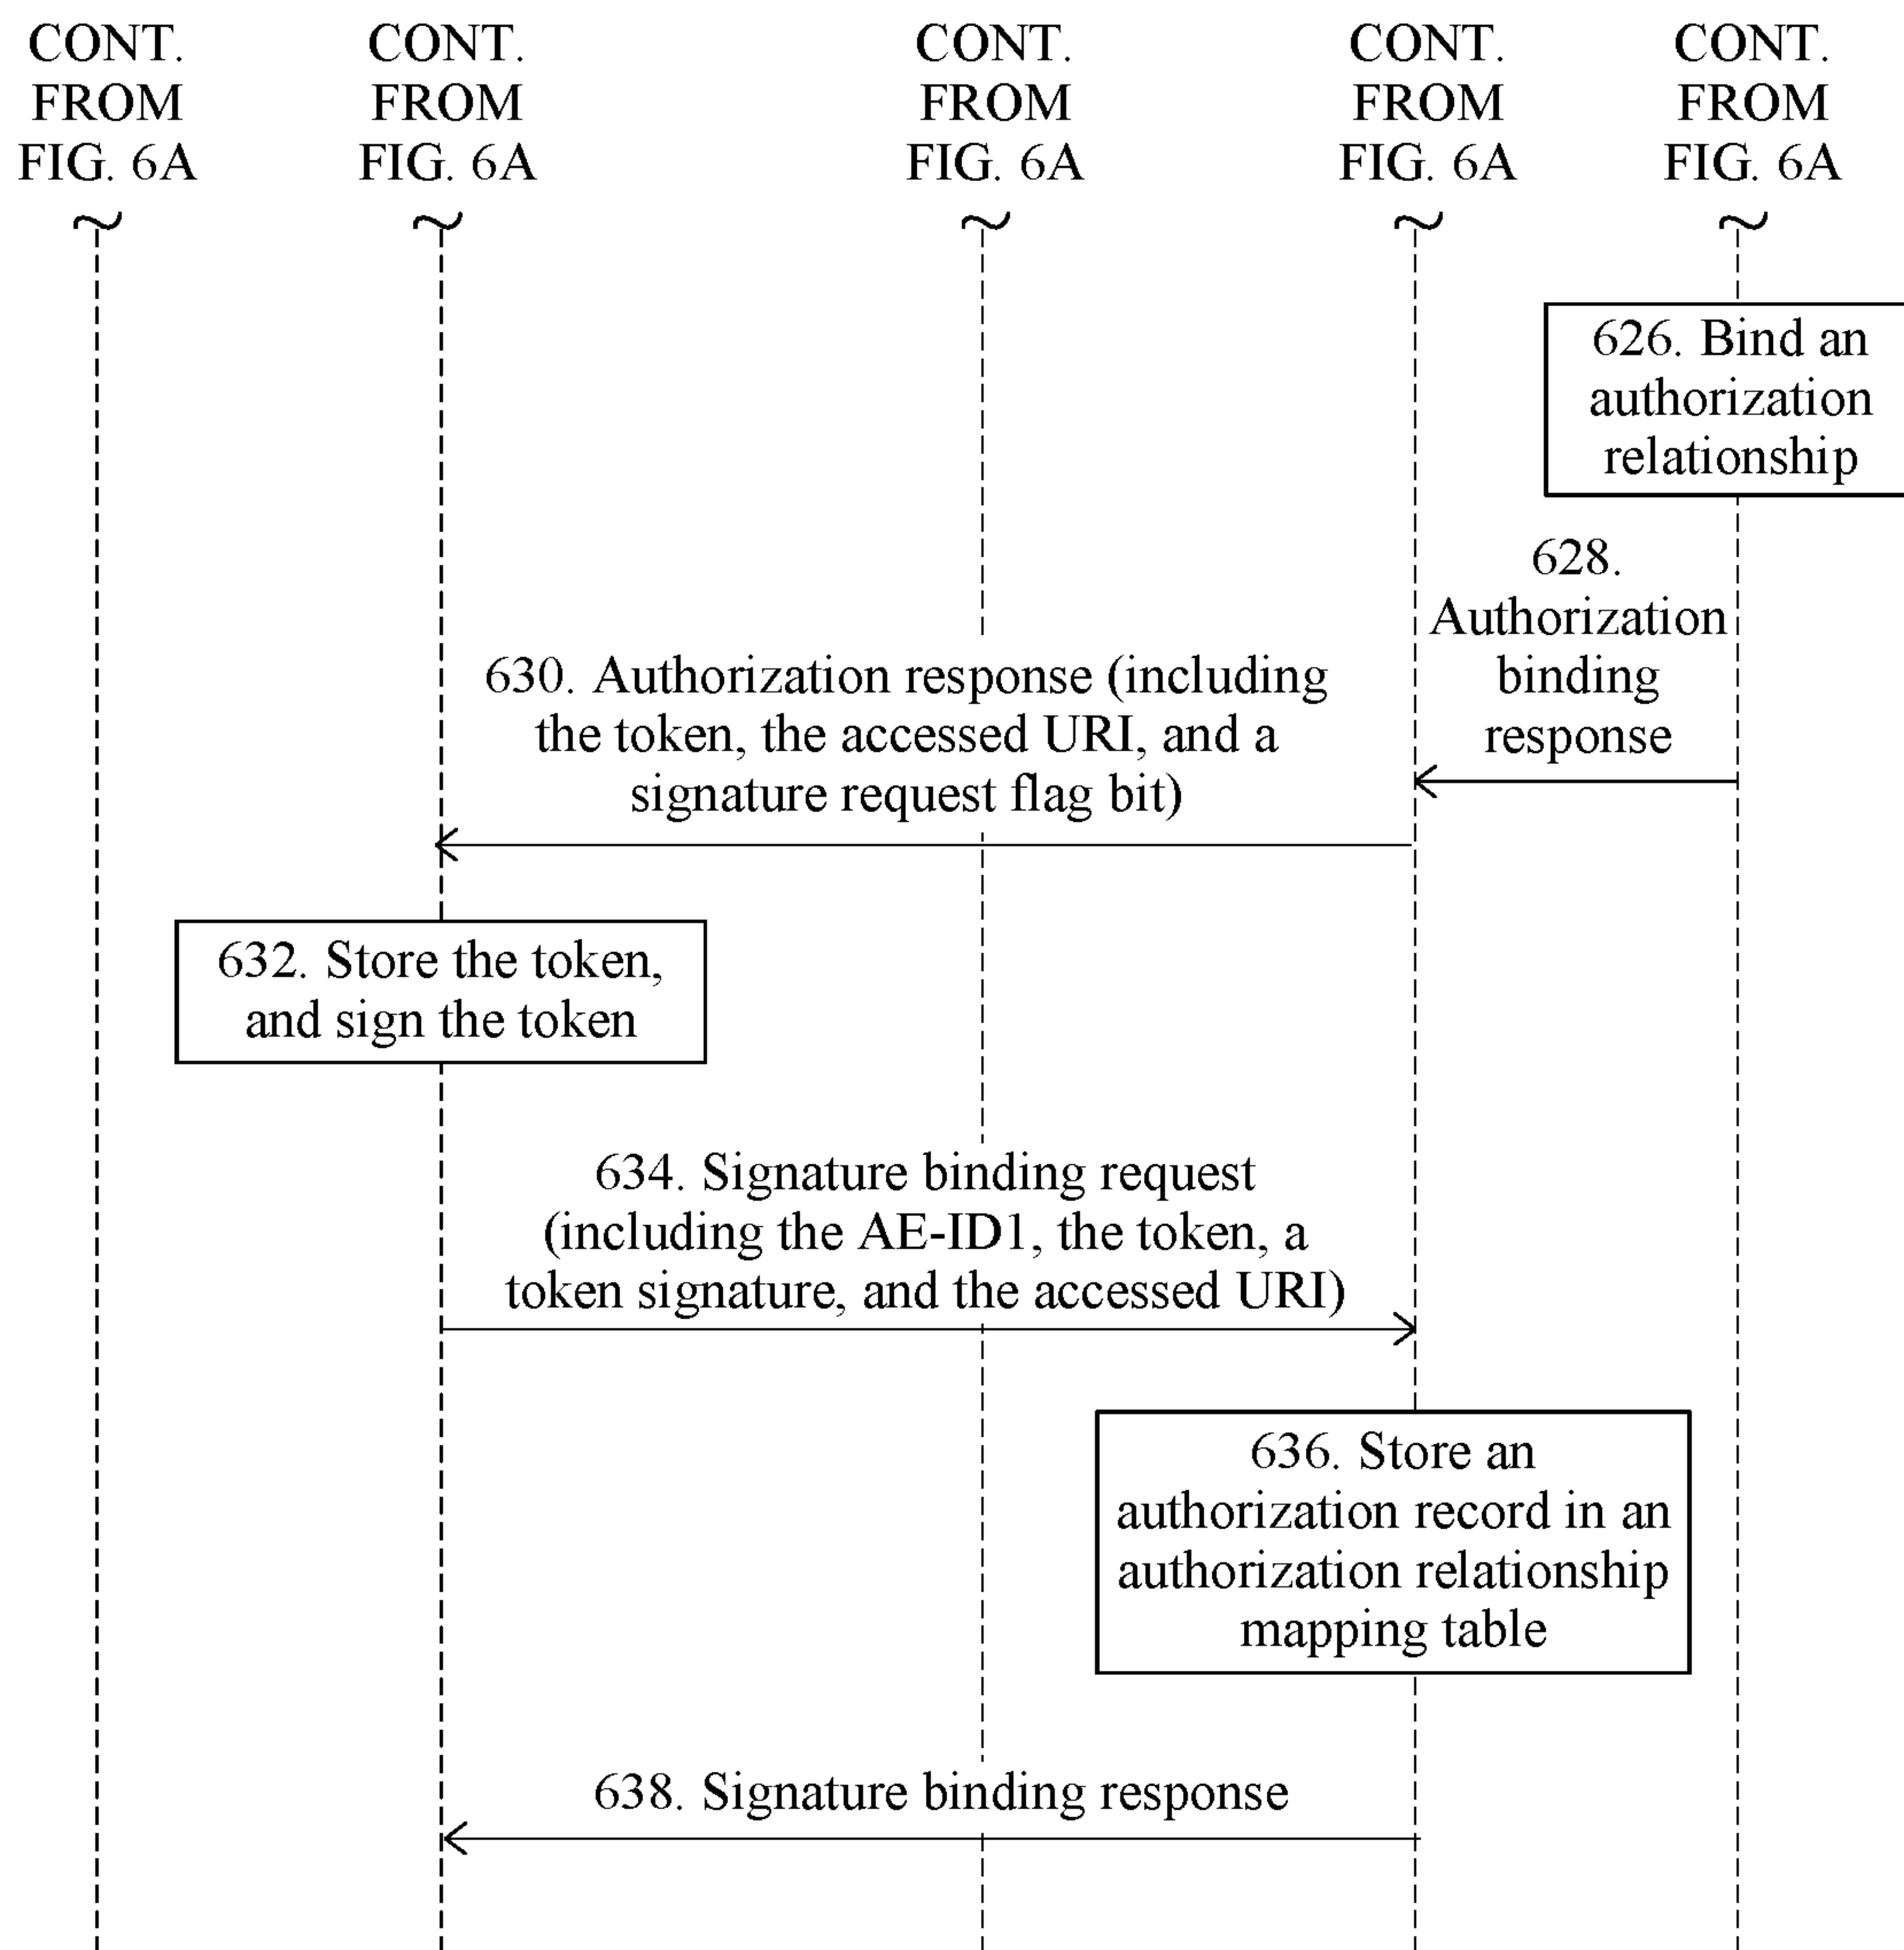 CONT.
FROM
FIG. 6A
CONT.
FROM
FIG. 6A
CONT.
FROM
FIG. 6A
CONT.
FROM
FIG. 6A
CONT.
FROM
FIG. 6A
626. Bind an
authorization
relationship
628.
Authorization
binding
response
630. Authorization response (including
the token, the accessed URI, and a
signature request flag bit)
632. Store the token,
and sign the token
634. Signature binding request
(including the AE-ID1, the token, a
token signature, and the accessed URI)
636. Store an
authorization record in an
authorization relationship
mapping table
638. Signature binding response